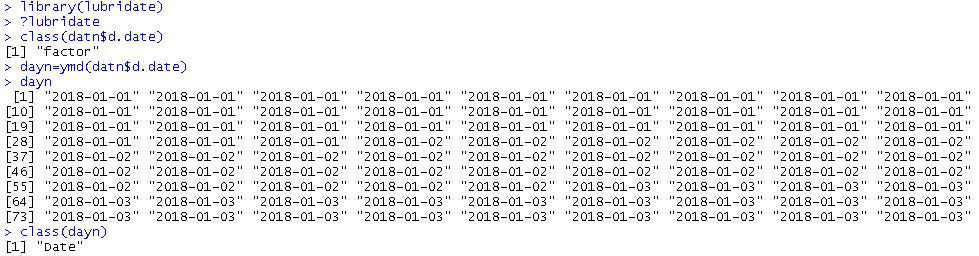 > library(lubridate)
> ?lubridate
> class(datn$d.date)
[1] "factor"
> dayn=ymd(datn$d.date)
> dayn
[1] "2018-01-01" "2018-01-01" "2018-01-01" "2018-01-01" "2018-01-01" "2018-01-01" "2018-01-01" "2018-01-01" "2018-01-01"
[10] "2018-01-01" "2018-01-01" "2018-01-01" "2018-01-01" "2018-01-01" "2018-01-01" "2018-01-01" "2018-01-01" "2018-01-01"
[19] "2018-01-01" "2018-01-01" "2018-01-01" "2018-01-01" "2018-01-01" "2018-01-01" "2018-01-01" "2018-01-01" "2018-01-01"
[28] "2018-01-01" "2018-01-01" "2018-01-01" "2018-01-02" "2018-01-02" "2018-01-02" "2018-01-02" "2018-01-02" "2018-01-02"
[37] "2018-01-02" "2018-01-02" "2018-01-02" "2018-01-02" "2018-01-02" "2018-01-02" "2018-01-02" "2018-01-02" "2018-01-02"
[46] "2018-01-02" "2018-01-02" "2018-01-02" "2018-01-02" "2018-01-02" "2018-01-02" "2018-01-02" "2018-01-02" "2018-01-02"
[55] "2018-01-02" "2018-01-02" "2018-01-02" "2018-01-02" "2018-01-02" "2018-01-03" "2018-01-03" "2018-01-03" "2018-01-03"
[64] "2018-01-03" "2018-01-03" "2018-01-03" "2018-01-03" "2018-01-03" "2018-01-03" "2018-01-03" "2018-01-03" "2018-01-03"
[73] "2018-01-03" "2018-01-03" "2018-01-03" "2018-01-03" "2018-01-03" "2018-01-03" "2018-01-03" "2018-01-03" "2018-01-03"
> class(dayn)
[1] "Date"